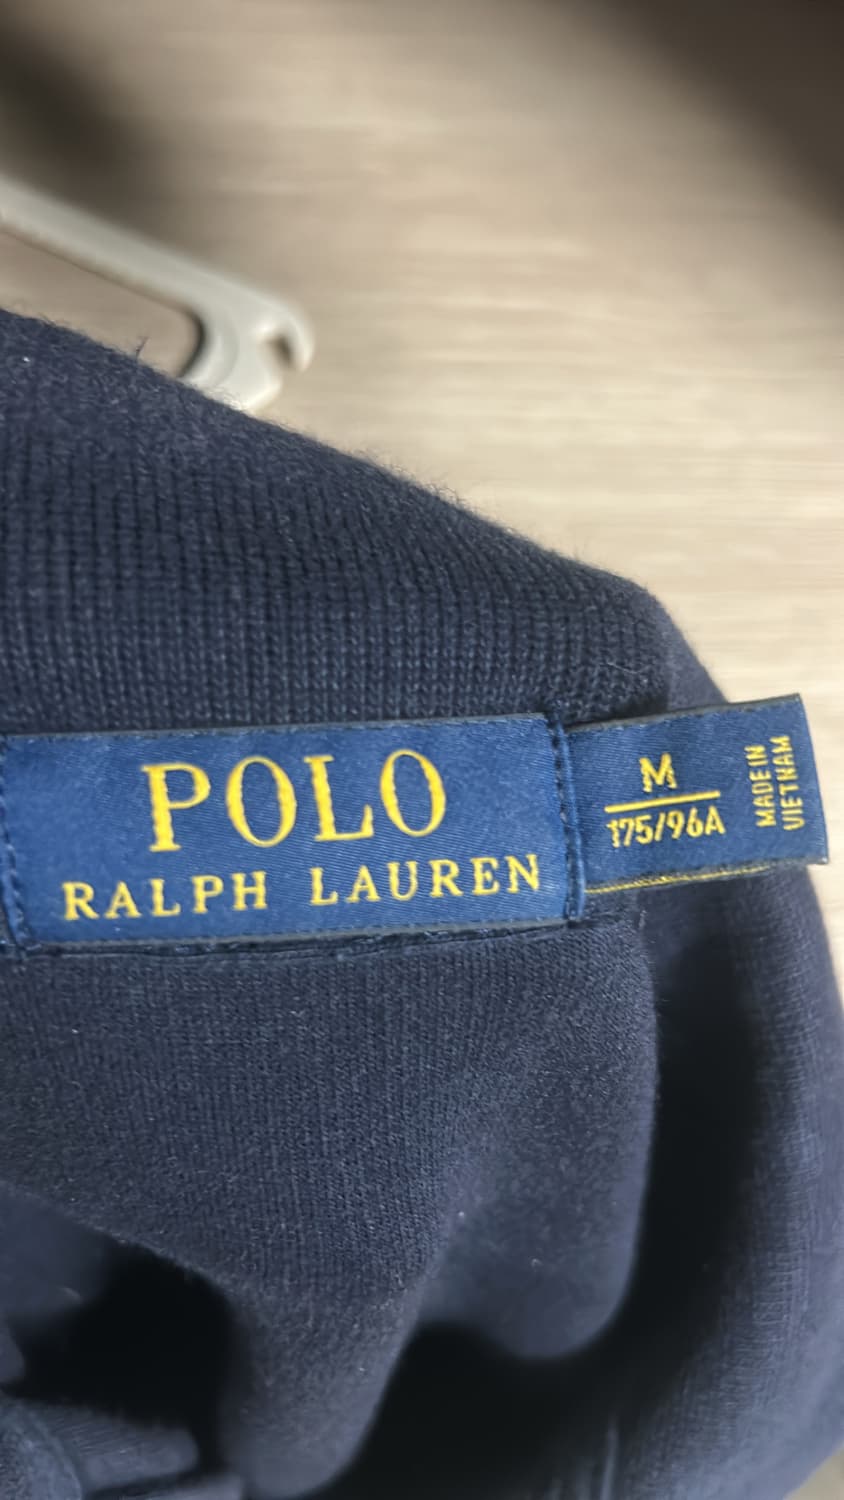 POLO
RALPH LAUREN
M
175/96A
MADE IN
VIETNAM